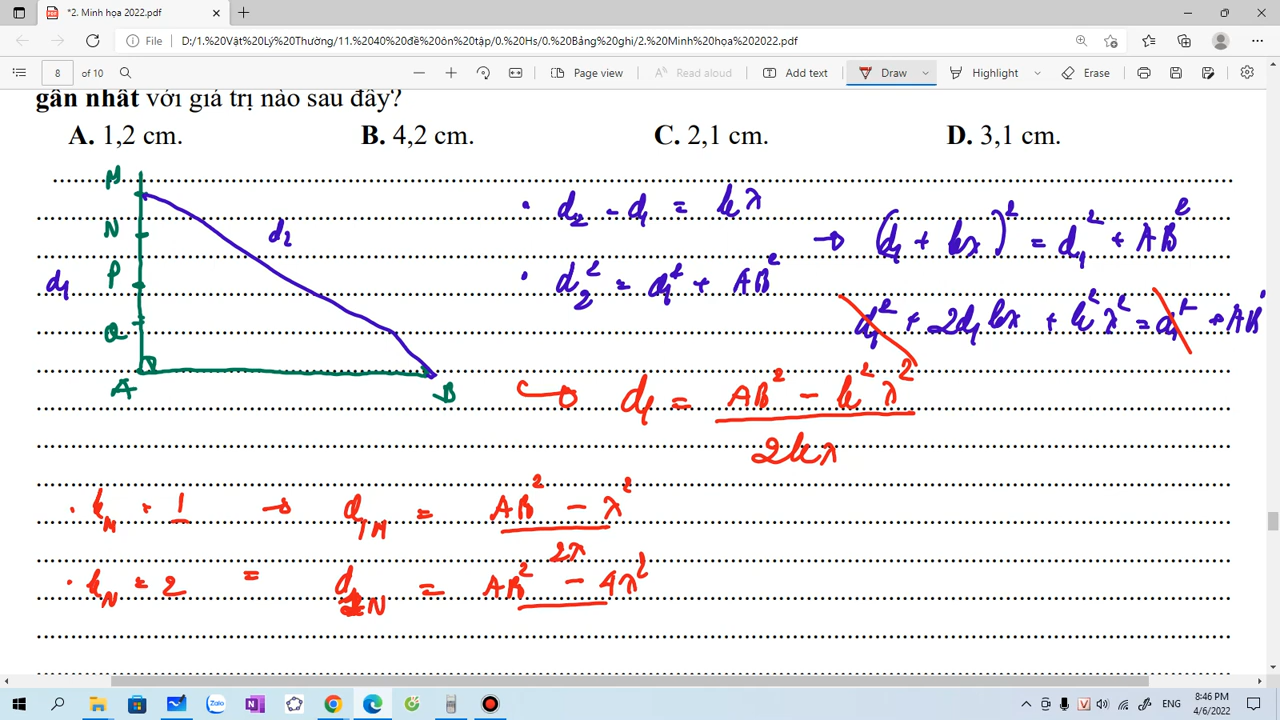 *2. Minh họa 2022.pdf
File D:/1.%20Vật%20Lý%20Thường/11.%2040%20đề%20ôn%20tập/0.%20Hs/0.%20Bảng%20ghi/2.%20Minh%20họa%202022.pdf
8 of 10 Page view Read aloud Add text Draw Highlight Erase
gần nhất với giá trị nào sau đây?
A. 1,2 cm. B. 4,2 cm. C. 2,1 cm. D. 3,1 cm.
M
N
P
Q
A
B
d₁
d₂
• d₂ - d₁ = kλ
• d₂² = d₁² + AB²
→ (d₁ + kλ)² = d₁² + AB²
d₁² + 2d₁kλ + k²λ² = d₁² + AB²
↪ d₁ = (AB² - k²λ²) / 2kλ
• k_M = 1 → d₁M = (AB² - λ²) / 2λ
• k_N = 2 = d₁N = AB² - 4λ²
Zalo
ENG
8:46 PM
4/6/2022